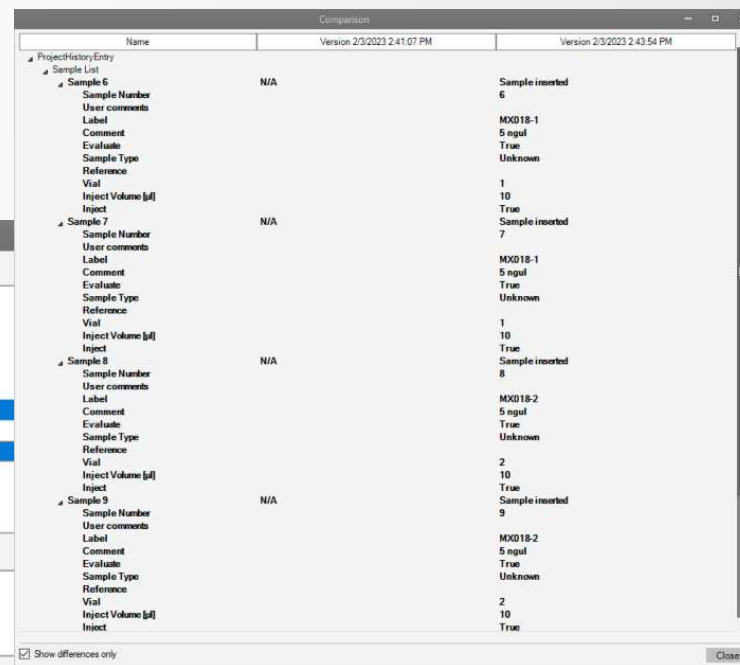 Comparison
Name Version 2/3/2023 2:41:07 PM Version 2/3/2023 2:43:54 PM
ProjectHistoryEntry
Sample List
Sample 6 N/A Sample inserted
Sample Number 6
User comments
Label MX018-1
Comment 5 ngul
Evaluate True
Sample Type Unknown
Reference
Vial 1
Inject Volume [µl] 10
Inject True
Sample 7 N/A Sample inserted
Sample Number 7
User comments
Label MX018-1
Comment 5 ngul
Evaluate True
Sample Type Unknown
Reference
Vial 1
Inject Volume [µl] 10
Inject True
Sample 8 N/A Sample inserted
Sample Number 8
User comments
Label MX018-2
Comment 5 ngul
Evaluate True
Sample Type Unknown
Reference
Vial 2
Inject Volume [µl] 10
Inject True
Sample 9 N/A Sample inserted
Sample Number 9
User comments
Label MX018-2
Comment 5 ngul
Evaluate True
Sample Type Unknown
Reference
Vial 2
Inject Volume [µl] 10
Inject True
Show differences only Close